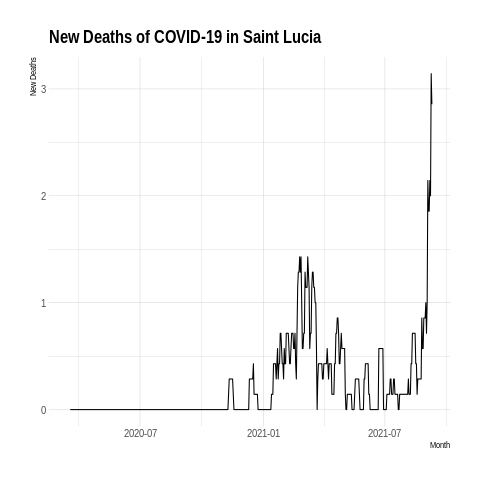 New Deaths of COVID-19 in Saint Lucia
New Deaths
3
2
1
0
2020-07
2021-01
2021-07
Month